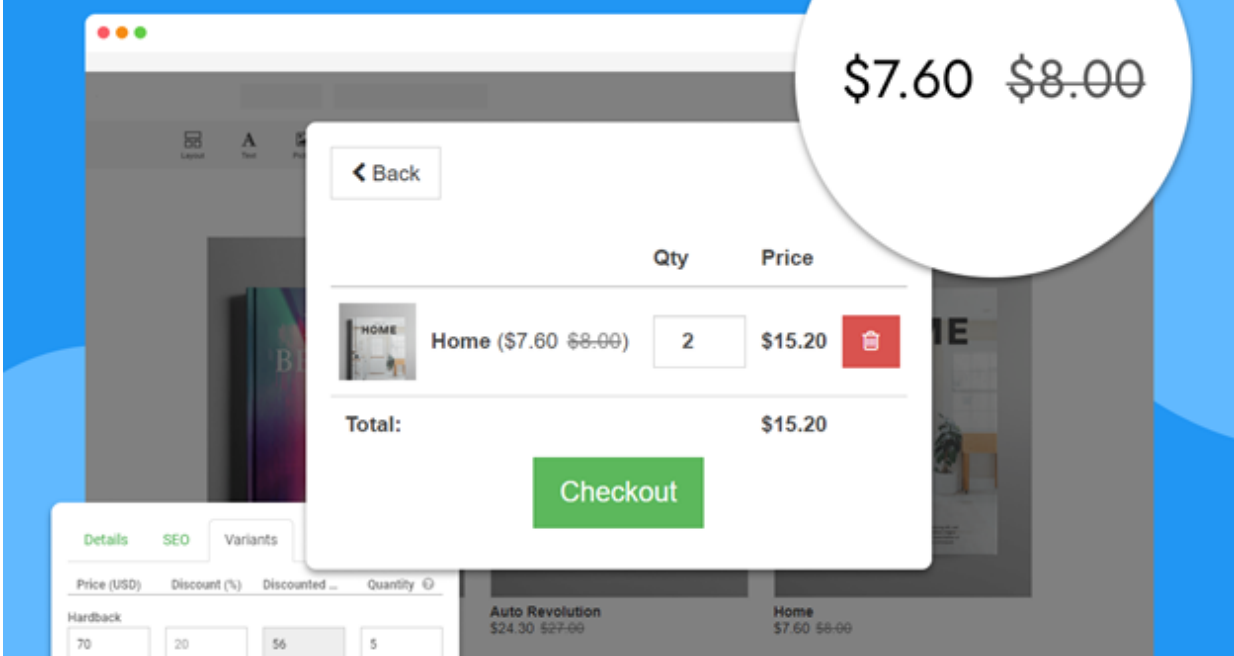 $7.60 $8.00
Layout Text
Back
Qty Price
HOME
Home ($7.60 $8.00) 2 $15.20
Total: $15.20
Checkout
Details SEO Variants
Price (USD) Discount (%) Discounted ... Quantity
Hardback
70 20 56 5
Auto Revolution
$24.30 $27.00
Home
$7.60 $8.00